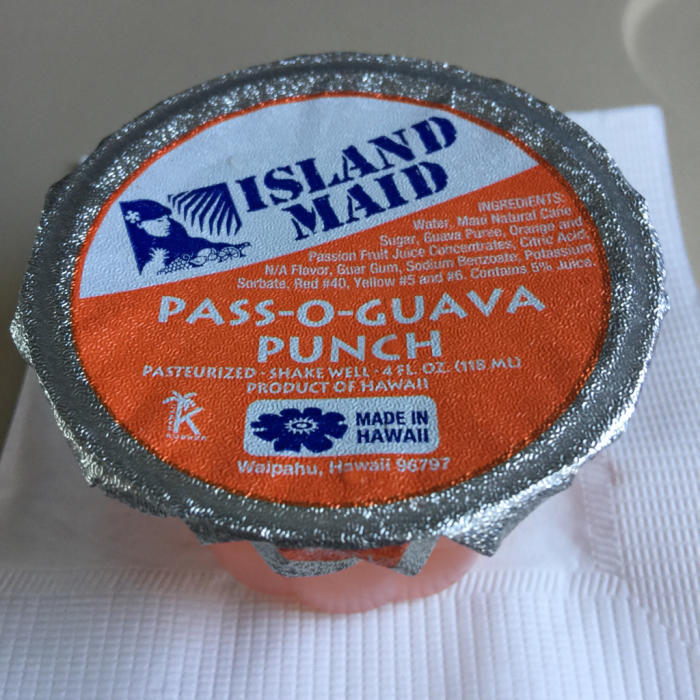 ISLAND
MAID
INGREDIENTS:
Water, Maui Natural Cane
Sugar, Guava Puree, Orange and
Passion Fruit Juice Concentrates, Citric Acid,
N/A Flavor, Guar Gum, Sodium Benzoate, Potassium
Sorbate, Red #40, Yellow #5 and #6. Contains 5% Juice.
PASS-O-GUAVA
PUNCH
PASTEURIZED · SHAKE WELL · 4 FL. OZ. (118 ML)
PRODUCT OF HAWAII
K
MADE IN
HAWAII
Waipahu, Hawaii 96797